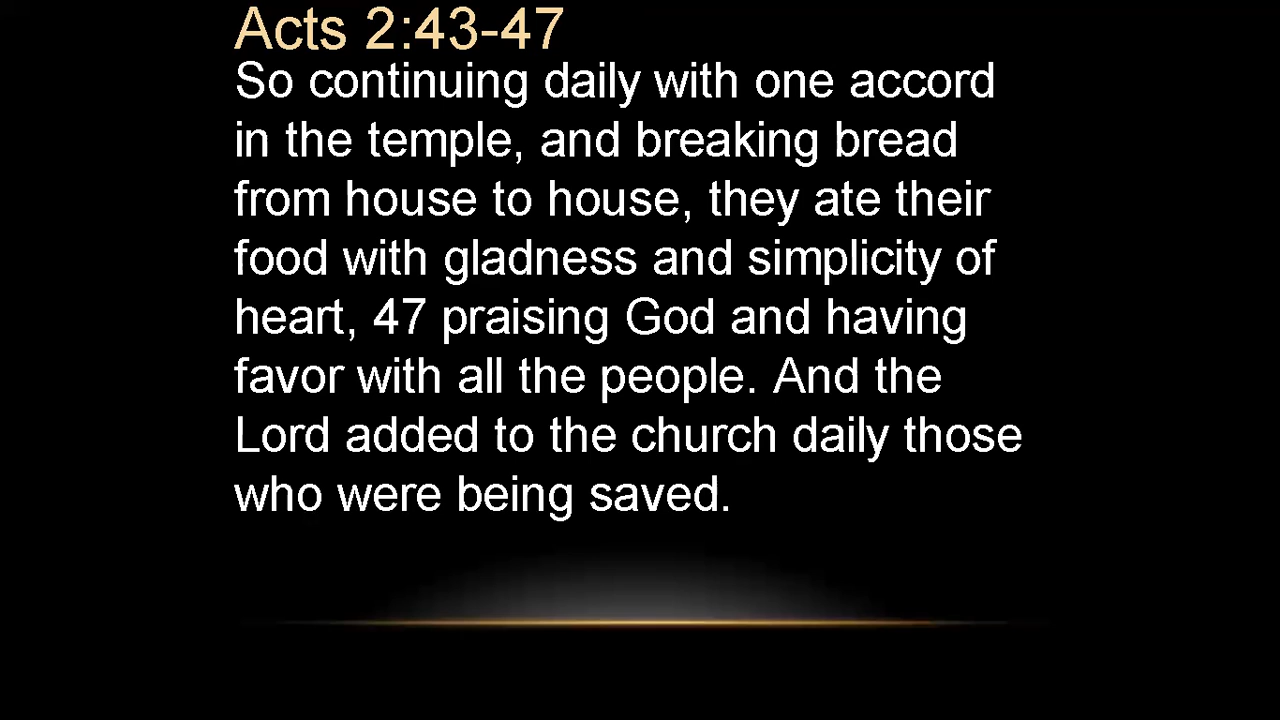 Acts 2:43-47
So continuing daily with one accord
in the temple, and breaking bread
from house to house, they ate their
food with gladness and simplicity of
heart, 47 praising God and having
favor with all the people. And the
Lord added to the church daily those
who were being saved.